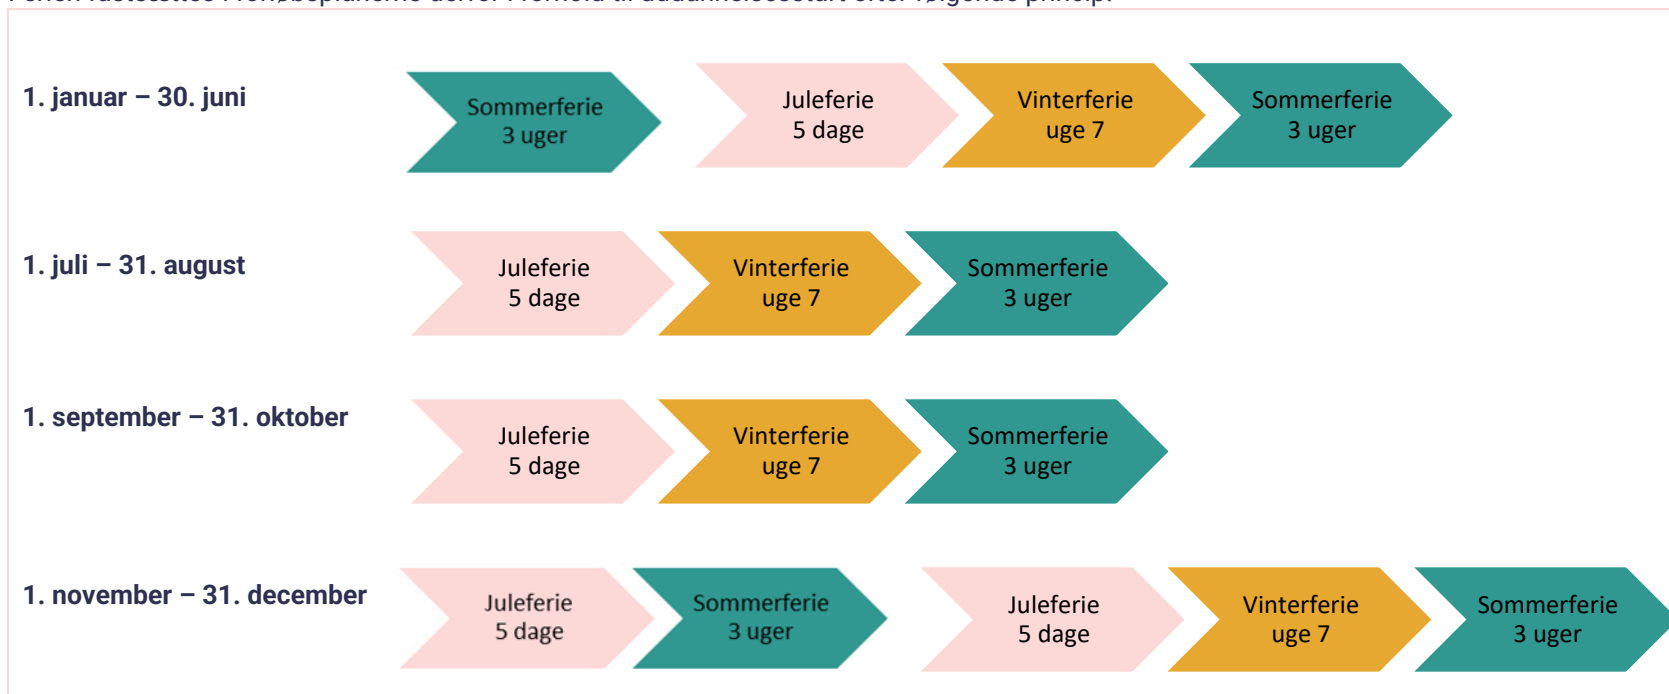 1. januar – 30. juni
Sommerferie
3 uger
Juleferie
5 dage
Vinterferie
uge 7
Sommerferie
3 uger
1. juli – 31. august
Juleferie
5 dage
Vinterferie
uge 7
Sommerferie
3 uger
1. september – 31. oktober
Juleferie
5 dage
Vinterferie
uge 7
Sommerferie
3 uger
1. november – 31. december
Juleferie
5 dage
Sommerferie
3 uger
Juleferie
5 dage
Vinterferie
uge 7
Sommerferie
3 uger